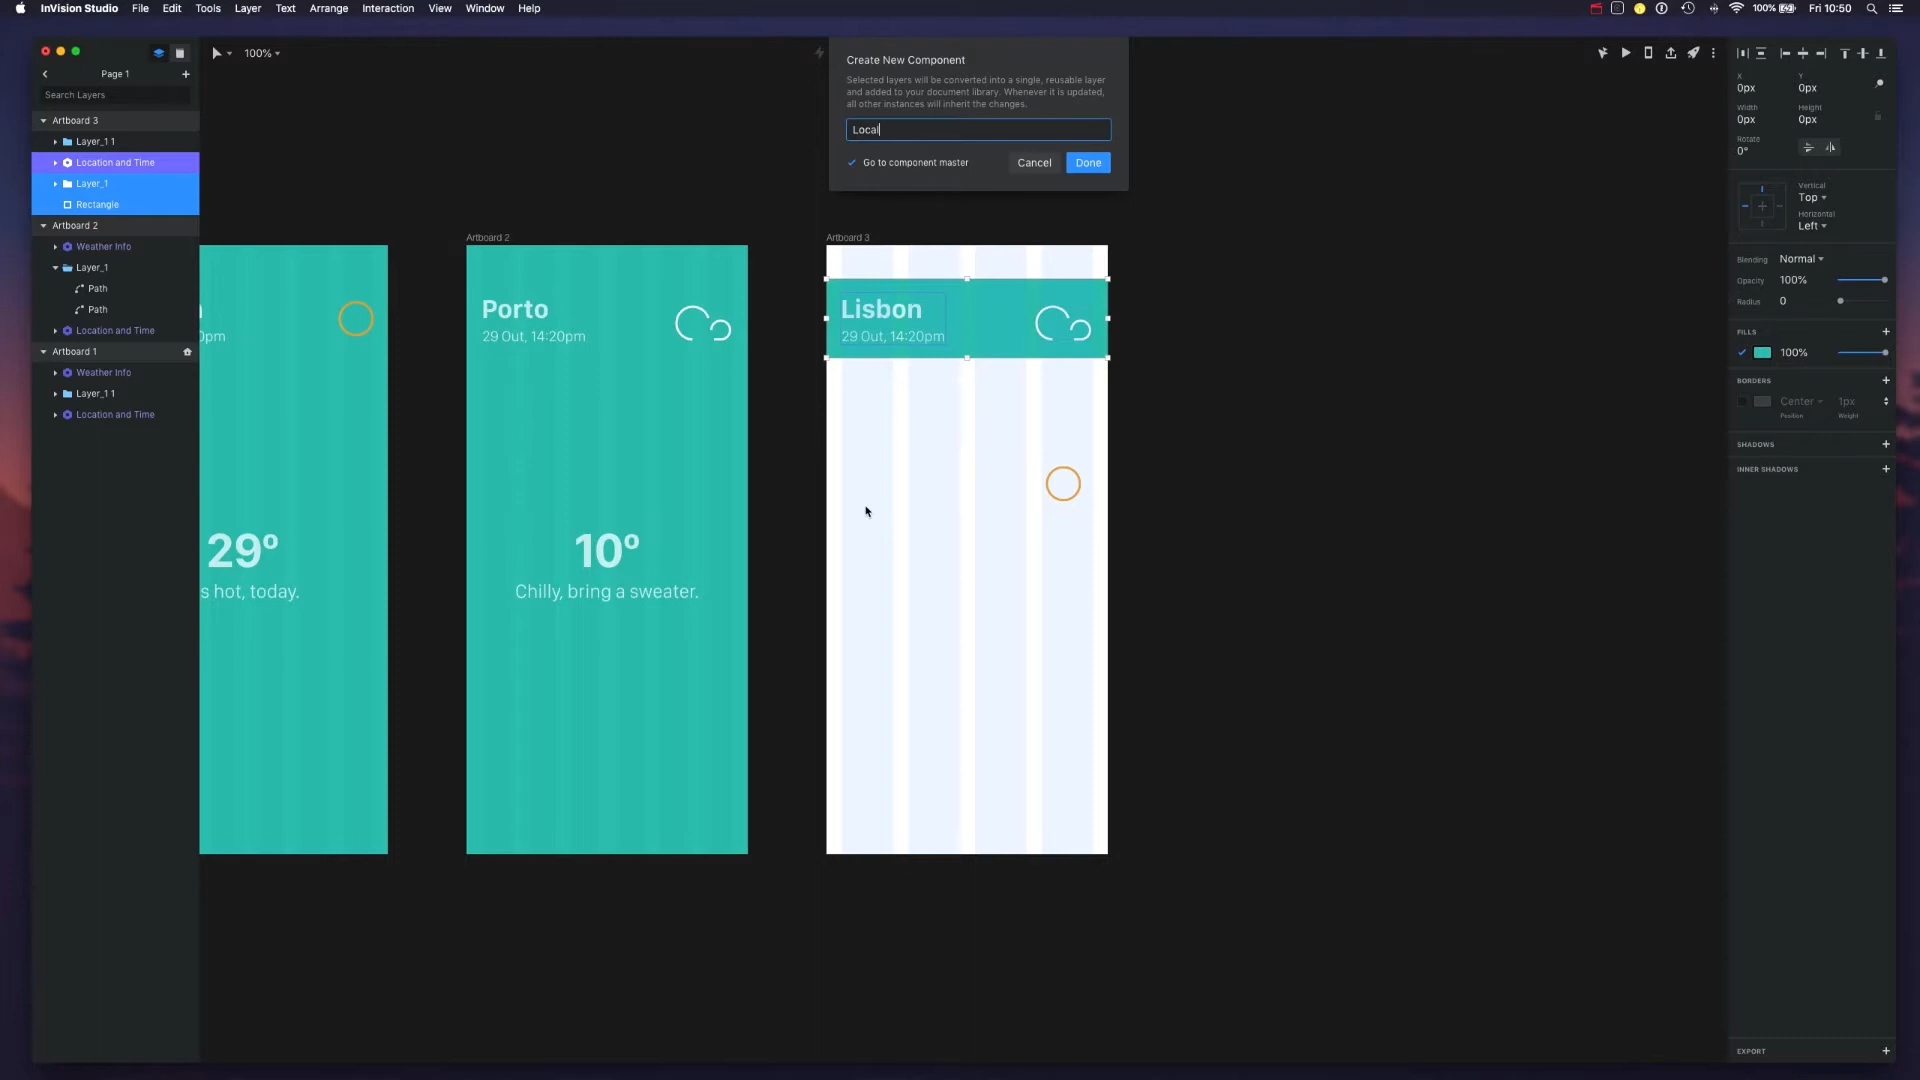 InVision Studio File Edit Tools Layer Text Arrange Interaction View Window Help
100% Fri 10:50
Page 1
Search Layers
Artboard 3
Layer_1 1
Location and Time
Layer_1
Rectangle
Artboard 2
Weather Info
Layer_1
Path
Path
Location and Time
Artboard 1
Weather Info
Layer_1 1
Location and Time
100%
Create New Component
Selected layers will be converted into a single, reusable layer
and added to your document library. Whenever it is updated,
all other instances will inherit the changes.
Local
Go to component master
Cancel
Done
29º
s hot, today.
Artboard 2
Porto
29 Out, 14:20pm
10º
Chilly, bring a sweater.
Artboard 3
Lisbon
29 Out, 14:20pm
X Y
0px 0px
Width Height
0px 0px
Rotate
0°
Vertical
Top
Horizontal
Left
Blending Normal
Opacity 100%
Radius 0
FILLS
100%
BORDERS
Center 1px
Position Weight
SHADOWS
INNER SHADOWS
EXPORT